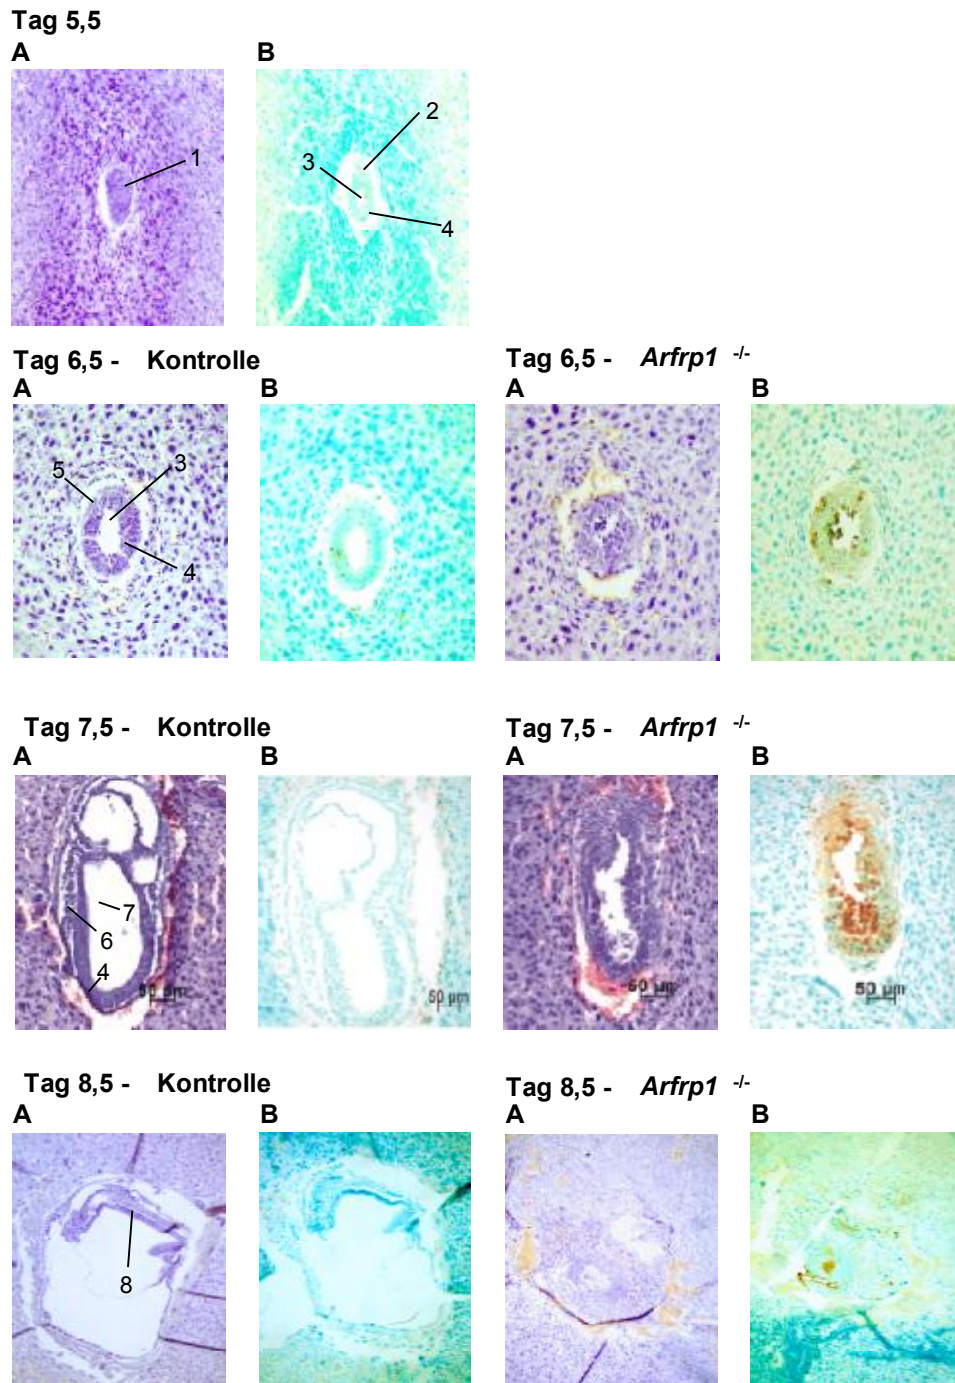 Tag 5,5
A B
1
2
3
4
Tag 6,5 - Kontrolle Tag 6,5 - Arfrp1 -/-
A B A B
5 3
4
Tag 7,5 - Kontrolle Tag 7,5 - Arfrp1 -/-
A B A B
7
6
4
50 µm 50 µm 50 µm 50 µm
Tag 8,5 - Kontrolle Tag 8,5 - Arfrp1 -/-
A B A B
8